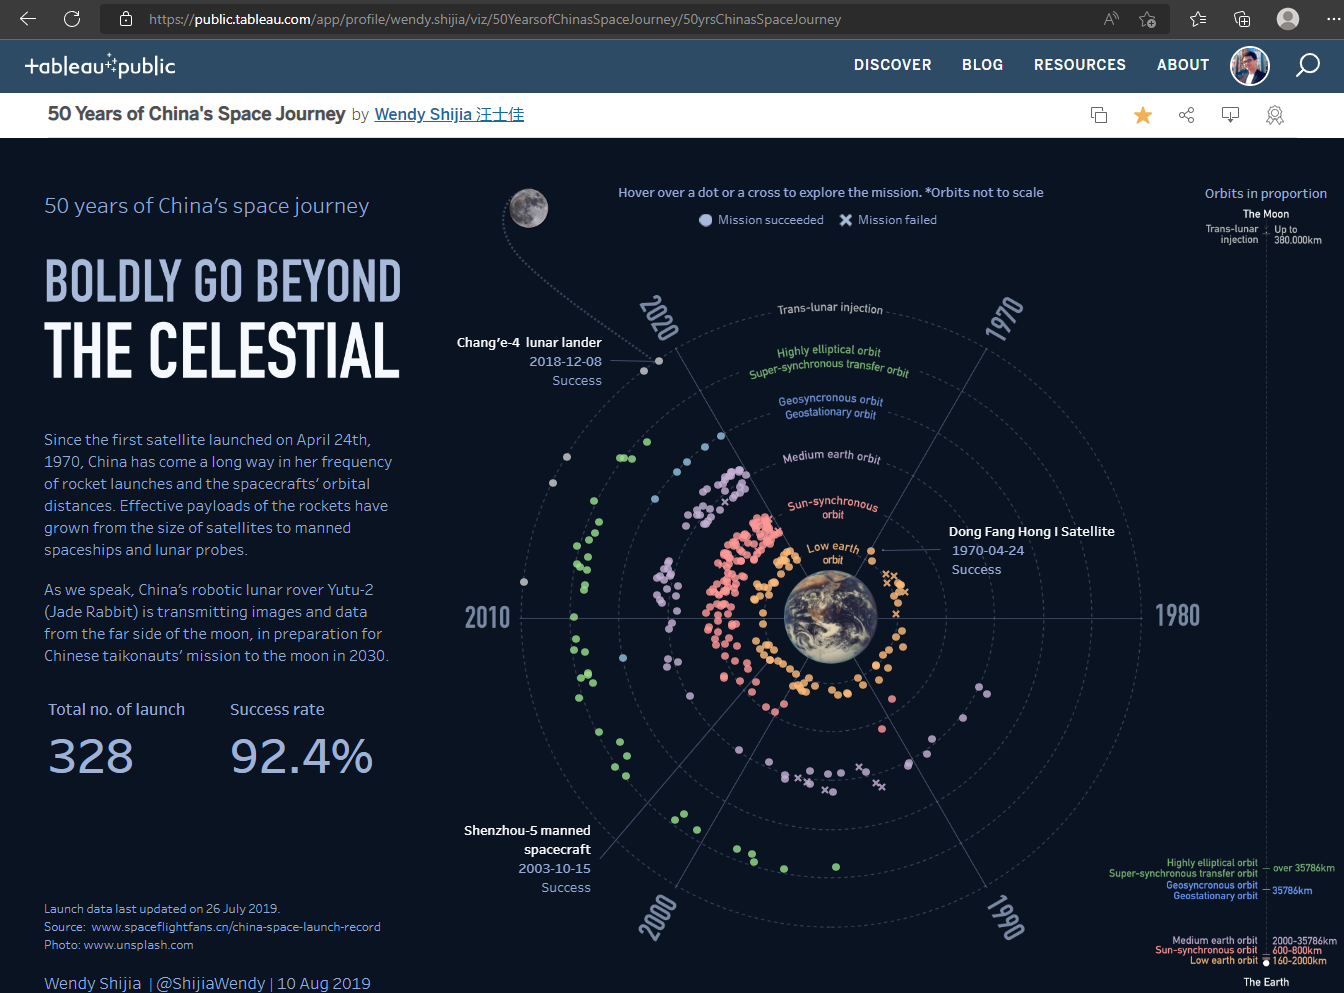 https://public.tableau.com/app/profile/wendy.shijia/viz/50YearsofChinasSpaceJourney/50yrsChinasSpaceJourney
+ableau+public
DISCOVER BLOG RESOURCES ABOUT
50 Years of China's Space Journey by Wendy Shijia 汪士佳
50 years of China's space journey
BOLDLY GO BEYOND
THE CELESTIAL
Since the first satellite launched on April 24th,
1970, China has come a long way in her frequency
of rocket launches and the spacecrafts' orbital
distances. Effective payloads of the rockets have
grown from the size of satellites to manned
spaceships and lunar probes.
As we speak, China's robotic lunar rover Yutu-2
(Jade Rabbit) is transmitting images and data
from the far side of the moon, in preparation for
Chinese taikonauts' mission to the moon in 2030.
Total no. of launch Success rate
328 92.4%
Launch data last updated on 26 July 2019.
Source: www.spaceflightfans.cn/china-space-launch-record
Photo: www.unsplash.com
Wendy Shijia | @ShijiaWendy | 10 Aug 2019
Hover over a dot or a cross to explore the mission. *Orbits not to scale
Mission succeeded Mission failed
2020
1970
1980
1990
2000
2010
Trans-lunar injection
Highly elliptical orbit
Super-synchronous transfer orbit
Geosyncronous orbit
Geostationary orbit
Medium earth orbit
Sun-synchronous
orbit
Low earth
orbit
Chang'e-4 lunar lander
2018-12-08
Success
Dong Fang Hong I Satellite
1970-04-24
Success
Shenzhou-5 manned
spacecraft
2003-10-15
Success
Orbits in proportion
The Moon
Trans-lunar
injection
Up to
380,000km
Highly elliptical orbit
Super-synchronous transfer orbit
over 35786km
Geosyncronous orbit
Geostationary orbit
35786km
Medium earth orbit 2000-35786km
Sun-synchronous orbit 600-800km
Low earth orbit 160-2000km
The Earth